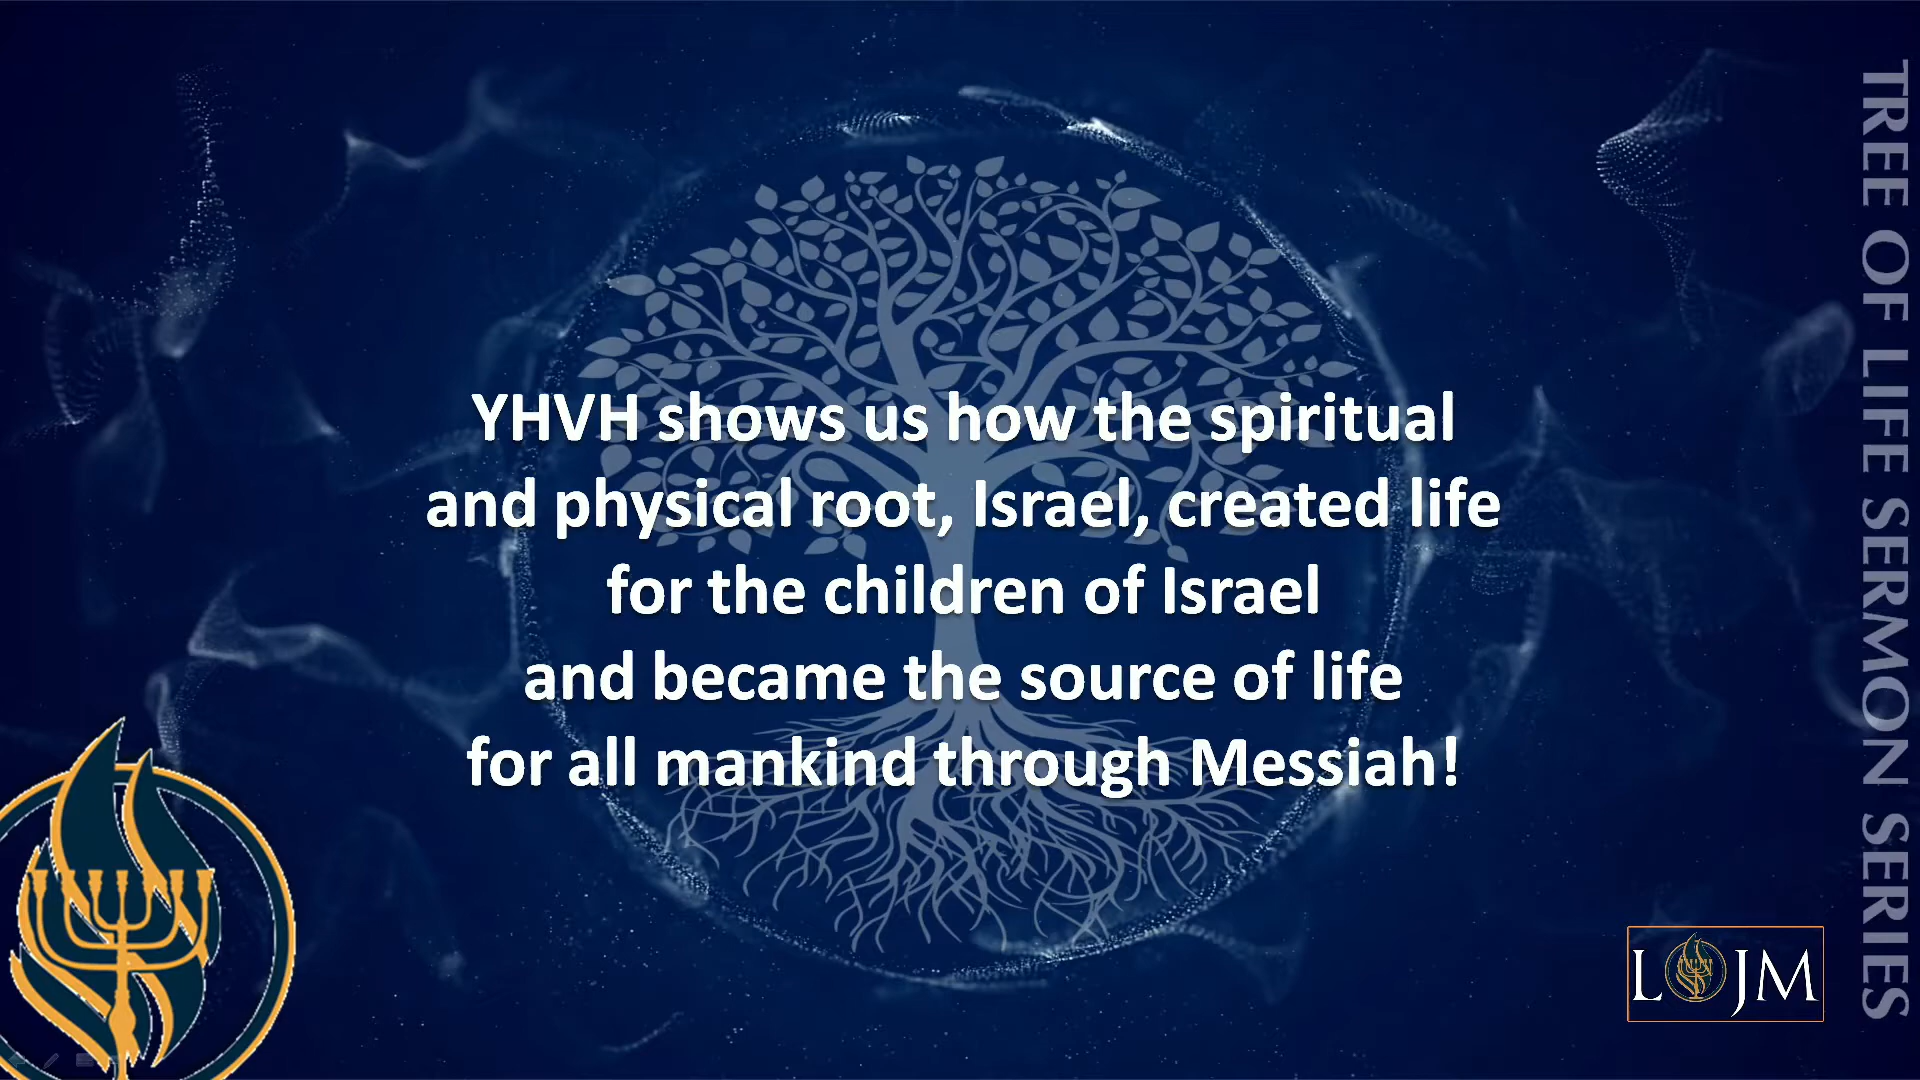 YHVH shows us how the spiritual
and physical root, Israel, created life
for the children of Israel
and became the source of life
for all mankind through Messiah!
TREE OF LIFE SERMON SERIES
LOJM